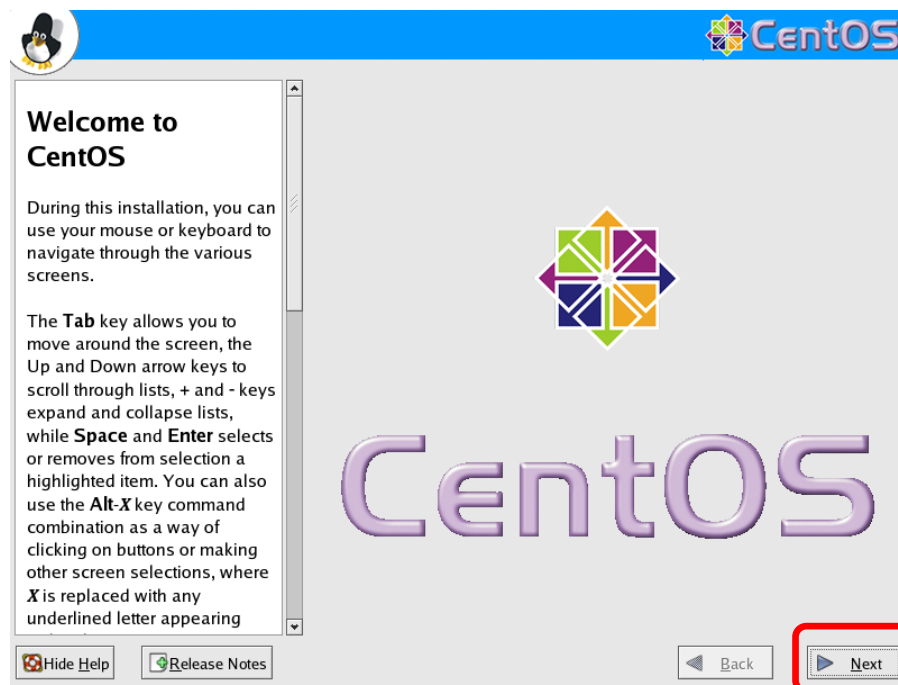 CentOS
Welcome to
CentOS
During this installation, you can
use your mouse or keyboard to
navigate through the various
screens.
The Tab key allows you to
move around the screen, the
Up and Down arrow keys to
scroll through lists, + and - keys
expand and collapse lists,
while Space and Enter selects
or removes from selection a
highlighted item. You can also
use the Alt-X key command
combination as a way of
clicking on buttons or making
other screen selections, where
X is replaced with any
underlined letter appearing
CentOS
Hide Help
Release Notes
Back
Next